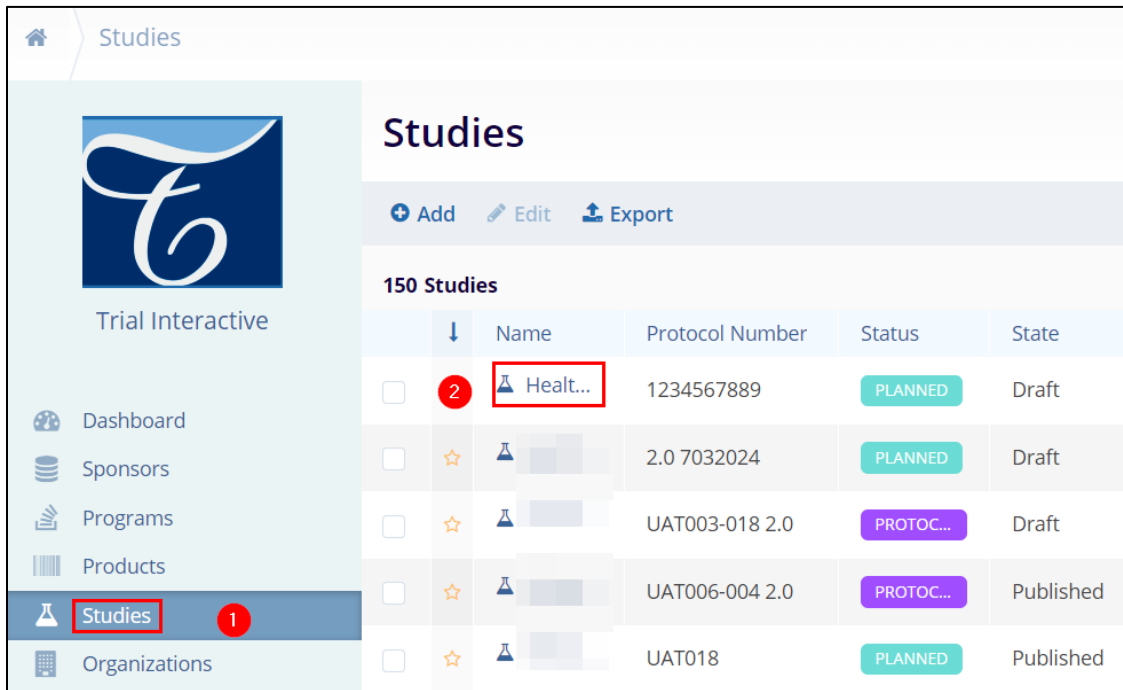 Studies
Trial Interactive
Dashboard
Sponsors
Programs
Products
Studies 1
Organizations
Studies
Add Edit Export
150 Studies
Name Protocol Number Status State
2 Healt... 1234567889 PLANNED Draft
2.0 7032024 PLANNED Draft
UAT003-018 2.0 PROTOC... Draft
UAT006-004 2.0 PROTOC... Published
UAT018 PLANNED Published